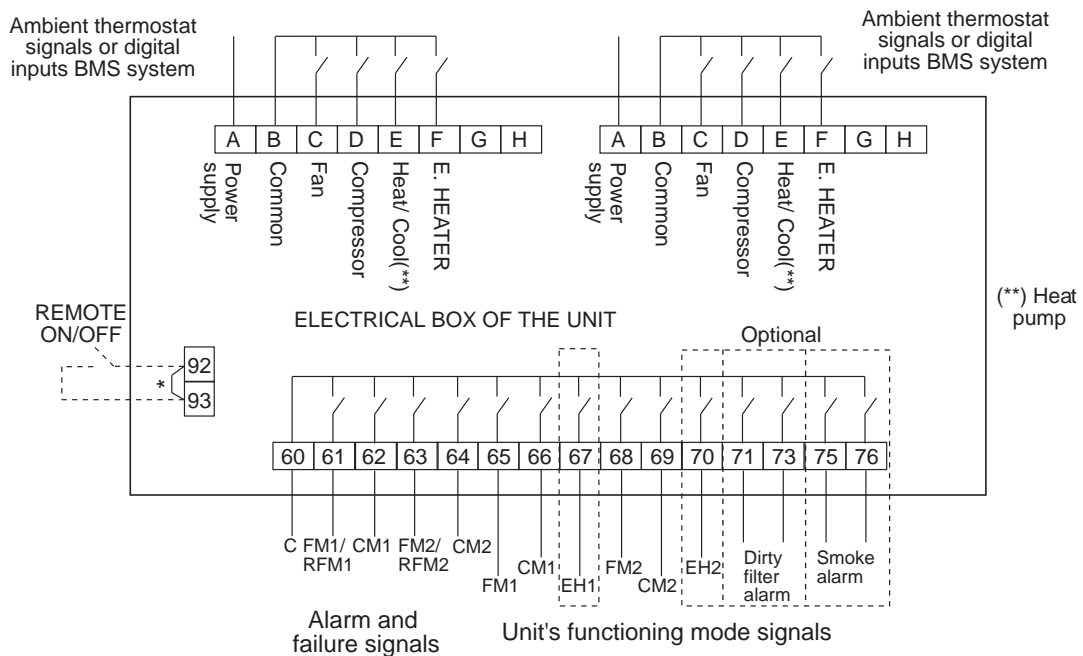 Ambient thermostat
signals or digital
inputs BMS system
Ambient thermostat
signals or digital
inputs BMS system
A B C D E F G H
A B C D E F G H
Power
supply
Common
Fan
Compressor
Heat/ Cool(**)
E. HEATER
Power
supply
Common
Fan
Compressor
Heat/ Cool(**)
E. HEATER
(**) Heat
pump
REMOTE
ON/OFF
ELECTRICAL BOX OF THE UNIT
Optional
92
*
93
60 61 62 63 64 65 66 67 68 69 70 71 73 75 76
C
FM1/
RFM1
CM1
FM2/
RFM2
CM2
FM1
CM1
EH1
FM2
CM2
EH2
Dirty
filter
alarm
Smoke
alarm
Alarm and
failure signals
Unit's functioning mode signals